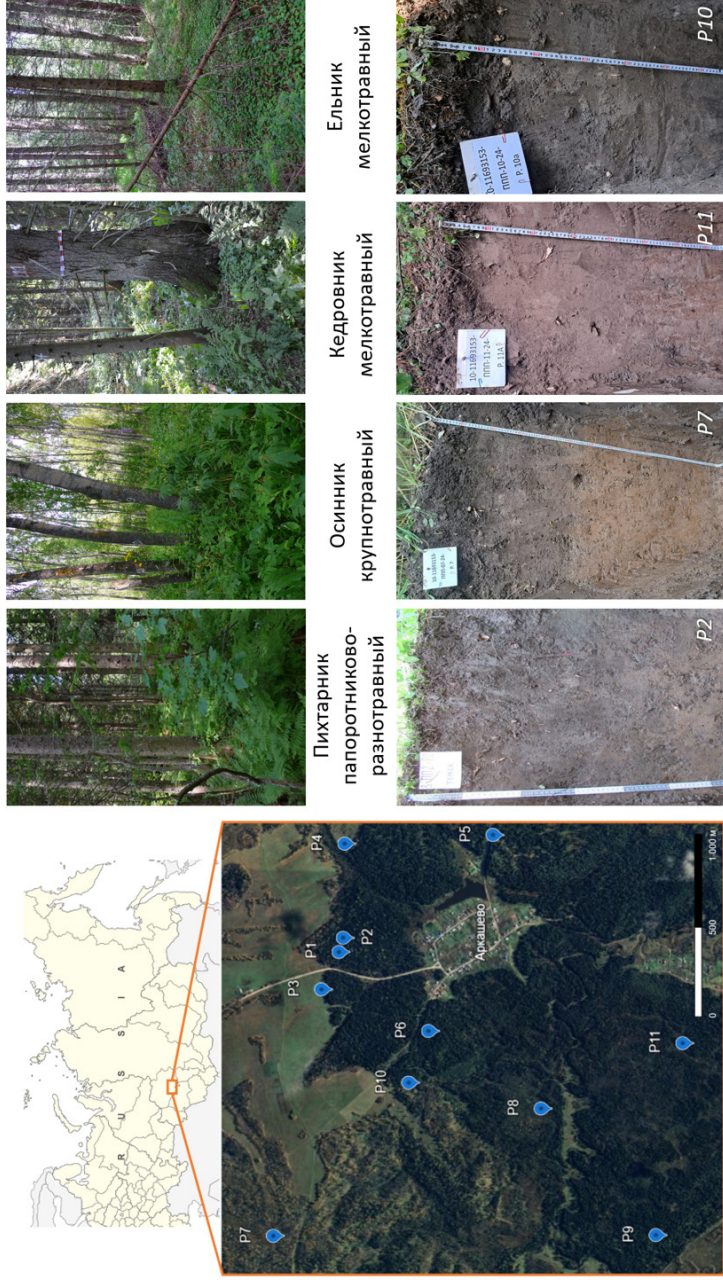 R U S S I A
P7
P3
P1
P2
P4
P10
P6
P5
Аркашево
P8
P9
P11
0
500
1 000 м
Пихтарник
папоротниково-
разнотравный
Осинник
крупнотравный
Кедровник
мелкотравный
Ельник
мелкотравный
P2
P7
10-11693153-
ППП-11-24-
Р. 11А
P11
10-11693153-
ППП-10-24-
Р. 10а
P10